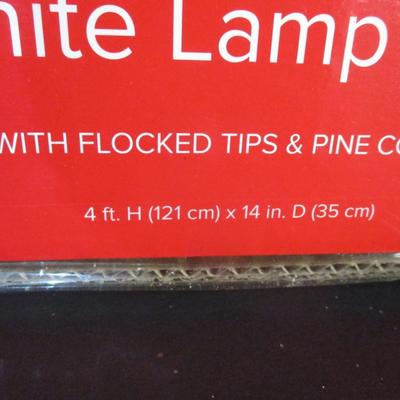 nite Lamp
WITH FLOCKED TIPS & PINE CO
4 ft. H (121 cm) x 14 in. D (35 cm)